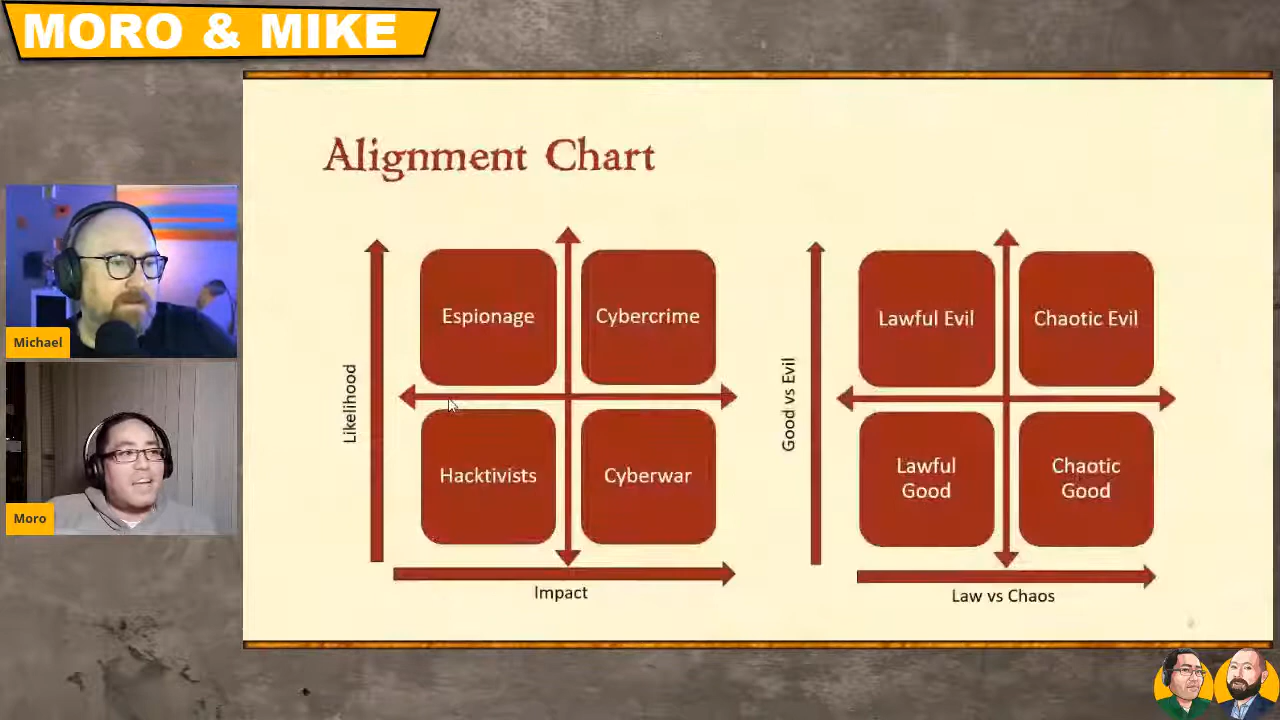 MORO & MIKE
Alignment Chart
Likelihood
Espionage
Cybercrime
Hacktivists
Cyberwar
Impact
Good vs Evil
Lawful Evil
Chaotic Evil
Lawful
Good
Chaotic
Good
Law vs Chaos
Michael
Moro